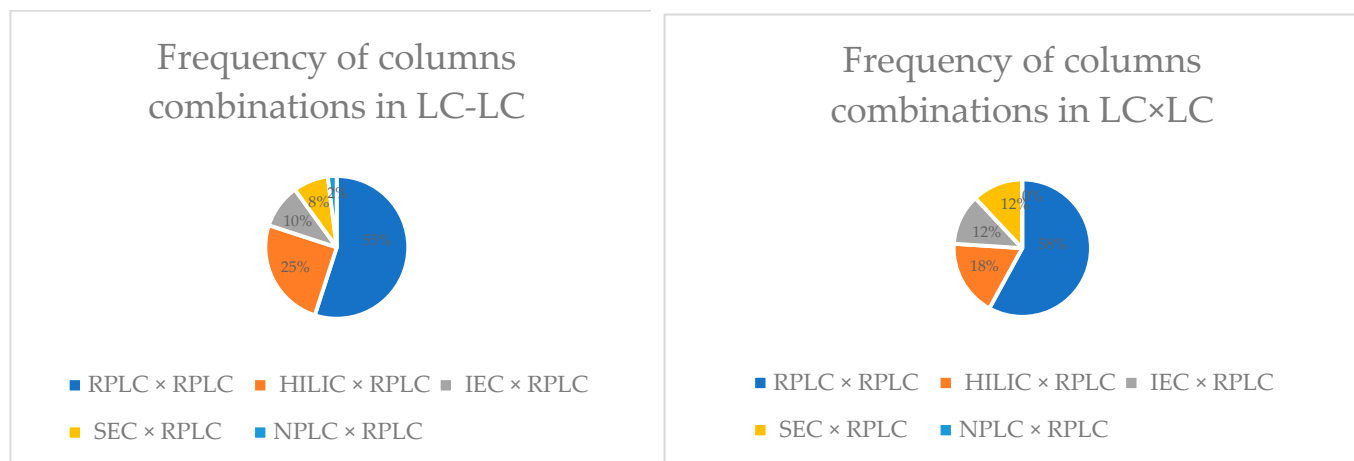 Frequency of columns
combinations in LC-LC
2%
8%
10%
55%
25%
RPLC × RPLC HILIC × RPLC IEC × RPLC
SEC × RPLC NPLC × RPLC
Frequency of columns
combinations in LC×LC
0%
12%
12%
58%
18%
RPLC × RPLC HILIC × RPLC IEC × RPLC
SEC × RPLC NPLC × RPLC